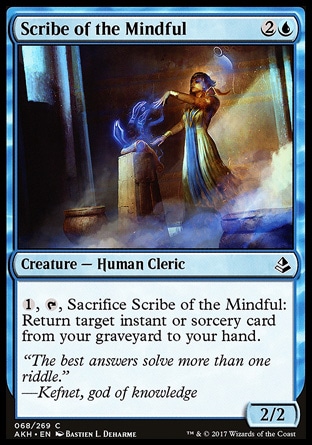 Scribe of the Mindful 2
Creature — Human Cleric
1, , Sacrifice Scribe of the Mindful:
Return target instant or sorcery card
from your graveyard to your hand.
“The best answers solve more than one
riddle.”
—Kefnet, god of knowledge
2/2
068/269 C
AKH • EN BASTIEN L. DEHARME
™ & © 2017 Wizards of the Coast